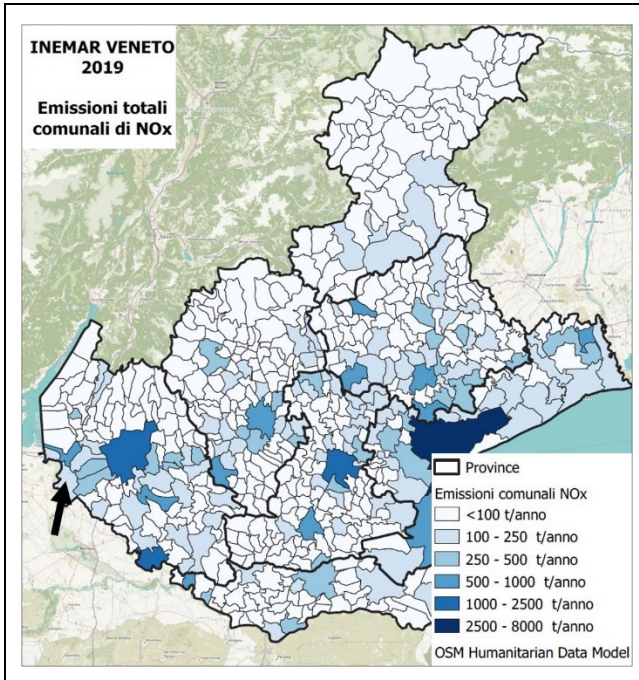 INEMAR VENETO
2019
Emissioni totali
comunali di NOx
Province
Emissioni comunali NOx
<100 t/anno
100 - 250 t/anno
250 - 500 t/anno
500 - 1000 t/anno
1000 - 2500 t/anno
2500 - 8000 t/anno
OSM Humanitarian Data Model